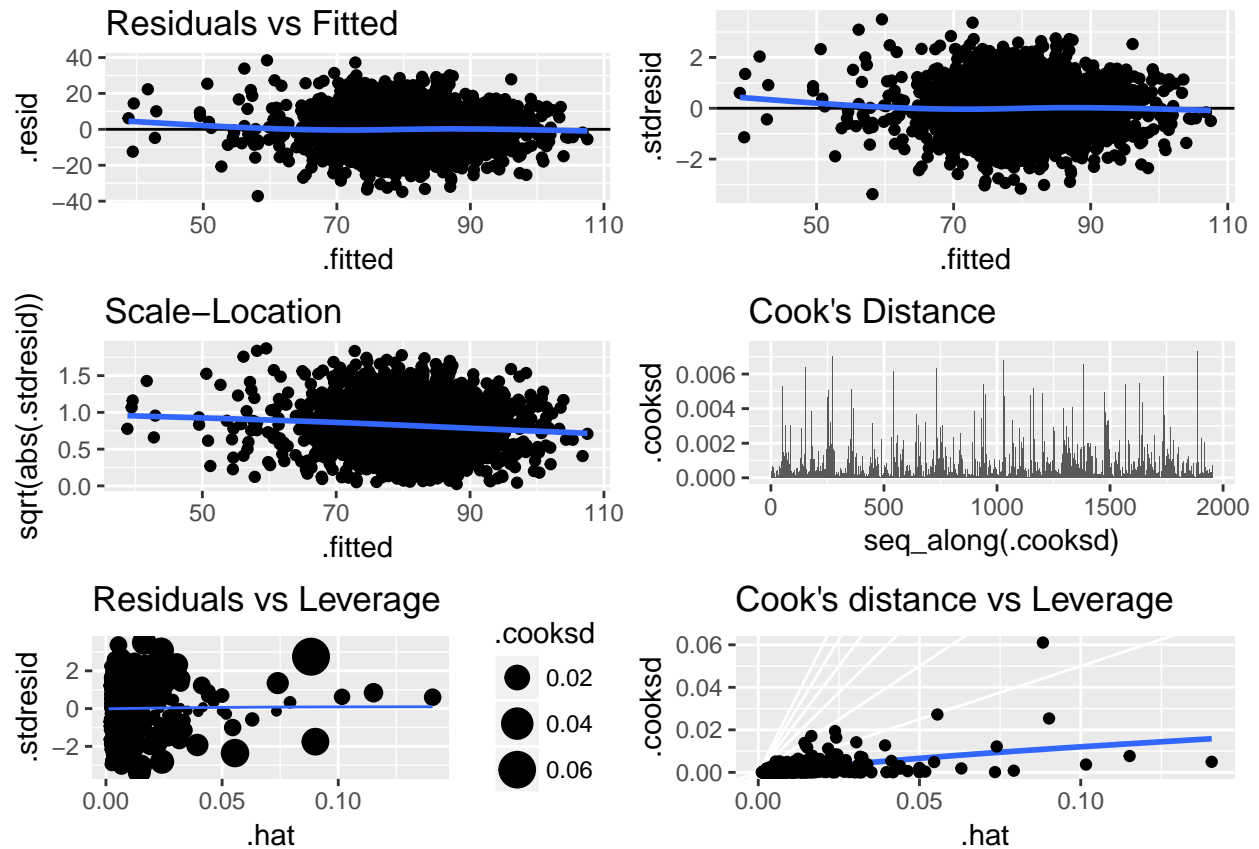 Residuals vs Fitted
.resid
40
20
0
−20
−40
50 70 90 110
.fitted
.stdresid
2
0
−2
50 70 90 110
.fitted
Scale−Location
sqrt(abs(.stdresid))
1.5
1.0
0.5
0.0
50 70 90 110
.fitted
Cook's Distance
.cooksd
0.006
0.004
0.002
0.000
0 500 1000 1500 2000
seq_along(.cooksd)
Residuals vs Leverage
.stdresid
2
0
−2
0.00 0.05 0.10
.hat
.cooksd
0.02
0.04
0.06
Cook's distance vs Leverage
.cooksd
0.06
0.04
0.02
0.00
0.00 0.05 0.10
.hat